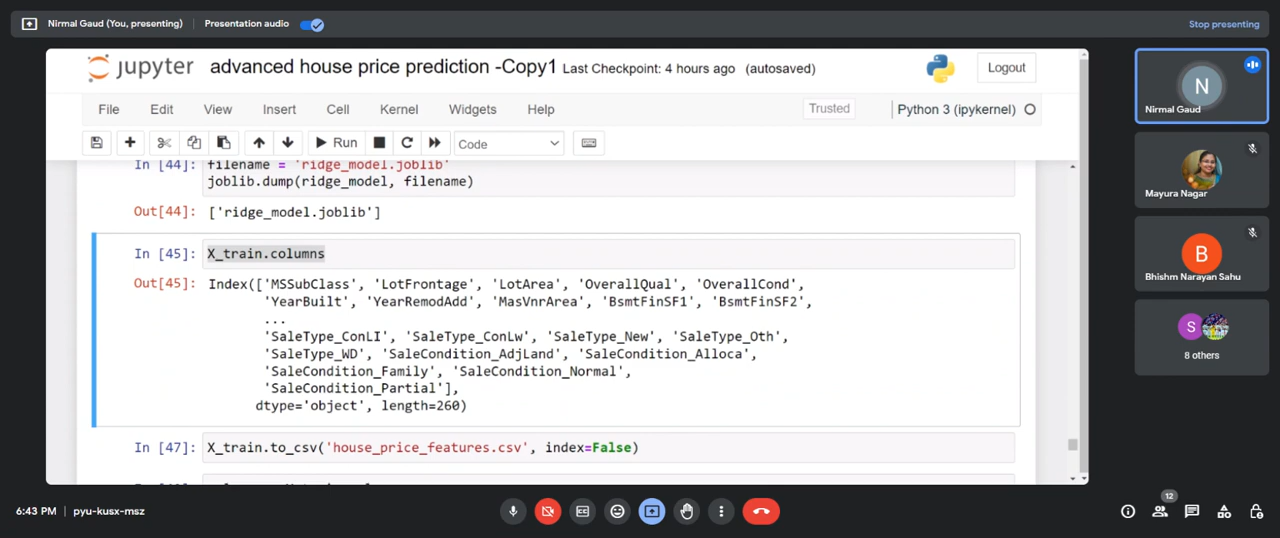 Nirmal Gaud (You, presenting) Presentation audio Stop presenting
jupyter advanced house price prediction -Copy1 Last Checkpoint: 4 hours ago (autosaved) Logout
File Edit View Insert Cell Kernel Widgets Help Trusted Python 3 (ipykernel)
Run Code
In [44]: filename = 'ridge_model.joblib'
joblib.dump(ridge_model, filename)
Out[44]: ['ridge_model.joblib']
In [45]: X_train.columns
Out[45]: Index(['MSSubClass', 'LotFrontage', 'LotArea', 'OverallQual', 'OverallCond',
'YearBuilt', 'YearRemodAdd', 'MasVnrArea', 'BsmtFinSF1', 'BsmtFinSF2',
...
'SaleType_ConLI', 'SaleType_ConLw', 'SaleType_New', 'SaleType_Oth',
'SaleType_WD', 'SaleCondition_AdjLand', 'SaleCondition_Alloca',
'SaleCondition_Family', 'SaleCondition_Normal',
'SaleCondition_Partial'],
dtype='object', length=260)
In [47]: X_train.to_csv('house_price_features.csv', index=False)
N
Nirmal Gaud
Mayura Nagar
B
Bhishm Narayan Sahu
S
8 others
6:43 PM pyu-kusx-msz
12